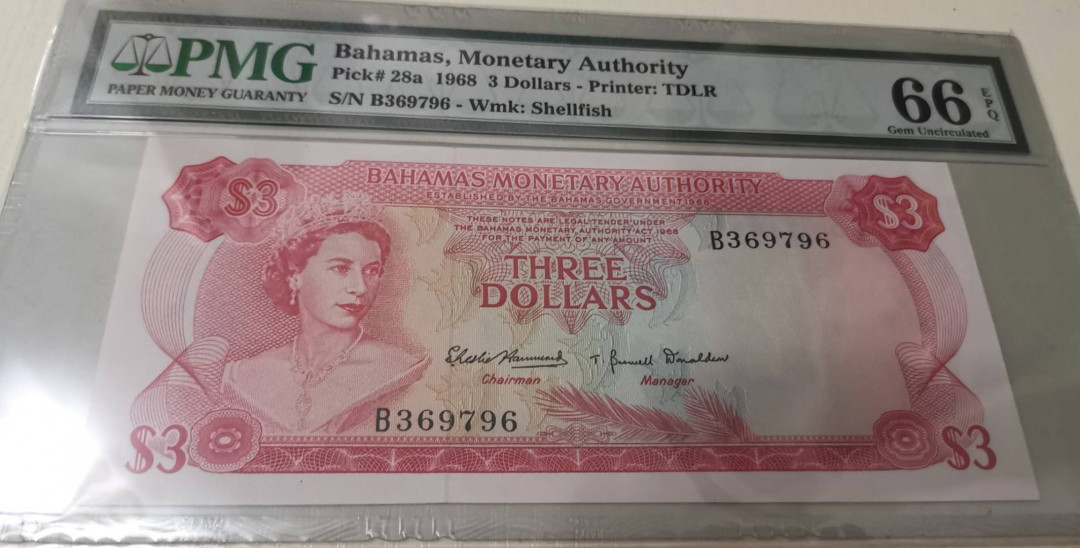 PMG
PAPER MONEY GUARANTY
Bahamas, Monetary Authority
Pick# 28a 1968 3 Dollars - Printer: TDLR
S/N B369796 - Wmk: Shellfish
66 EPQ
Gem Uncirculated
$3
BAHAMAS MONETARY AUTHORITY
$3
ESTABLISHED BY THE BAHAMAS GOVERNMENT 1968
THESE NOTES ARE LEGAL TENDER UNDER
THE BAHAMAS MONETARY AUTHORITY ACT 1968
FOR THE PAYMENT OF ANY AMOUNT
B369796
THREE
DOLLARS
T. Burnell Donaldson
Chairman
Manager
B369796
$3
$3